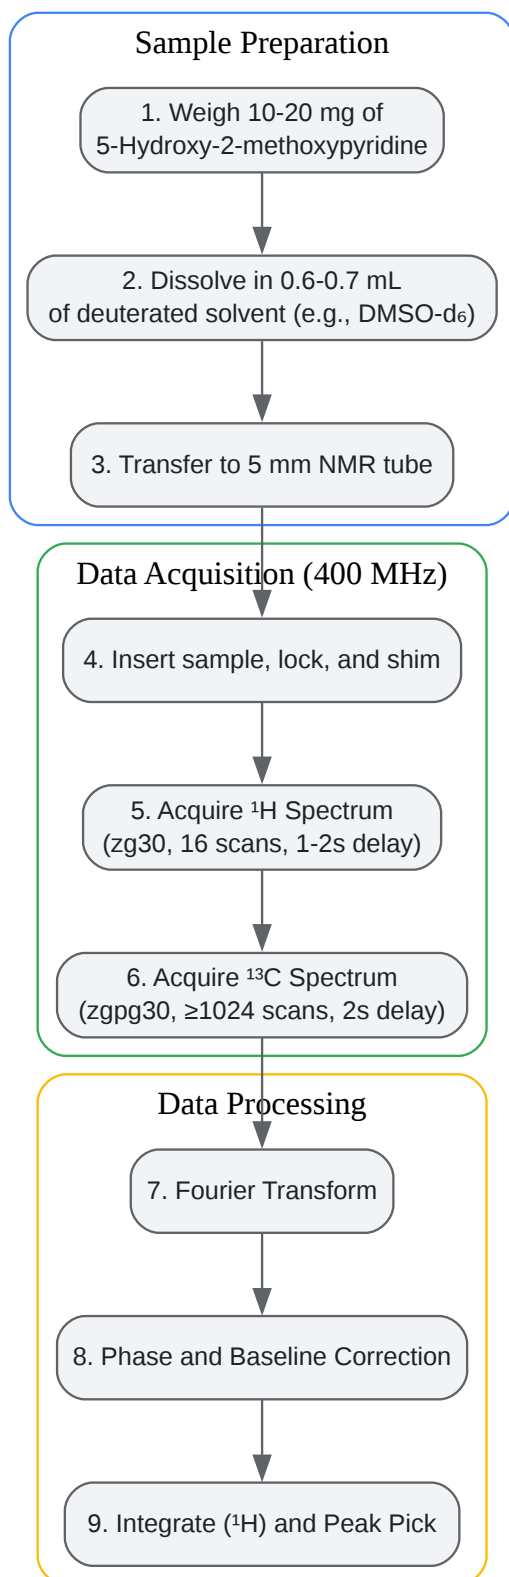 Sample Preparation
1. Weigh 10-20 mg of
5-Hydroxy-2-methoxypyridine
2. Dissolve in 0.6-0.7 mL
of deuterated solvent (e.g., DMSO-d₆)
3. Transfer to 5 mm NMR tube
Data Acquisition (400 MHz)
4. Insert sample, lock, and shim
5. Acquire ¹H Spectrum
(zg30, 16 scans, 1-2s delay)
6. Acquire ¹³C Spectrum
(zgpg30, ≥1024 scans, 2s delay)
Data Processing
7. Fourier Transform
8. Phase and Baseline Correction
9. Integrate (¹H) and Peak Pick